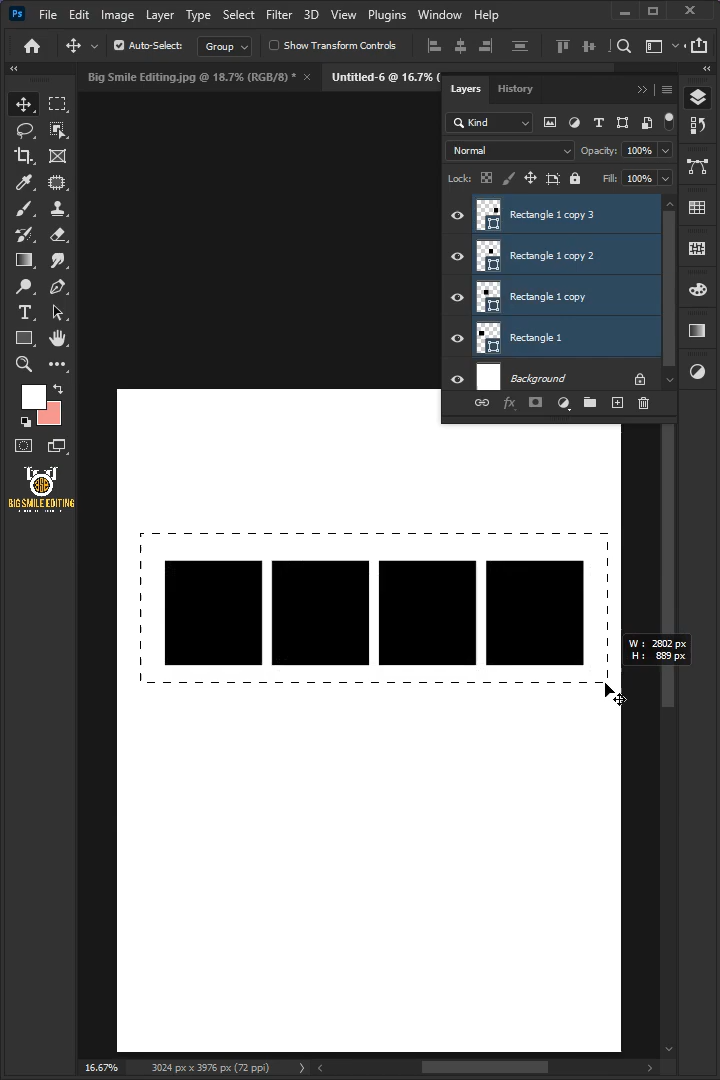 Ps File Edit Image Layer Type Select Filter 3D View Plugins Window Help
Auto-Select: Group Show Transform Controls
Big Smile Editing.jpg @ 18.7% (RGB/8) * × Untitled-6 @ 16.7% (
Layers History
Kind
Normal Opacity: 100%
Lock: Fill: 100%
Rectangle 1 copy 3
Rectangle 1 copy 2
Rectangle 1 copy
Rectangle 1
Background
fx
BIG SMILE EDITING
W : 2802 px
H : 889 px
16.67% 3024 px x 3976 px (72 ppi)